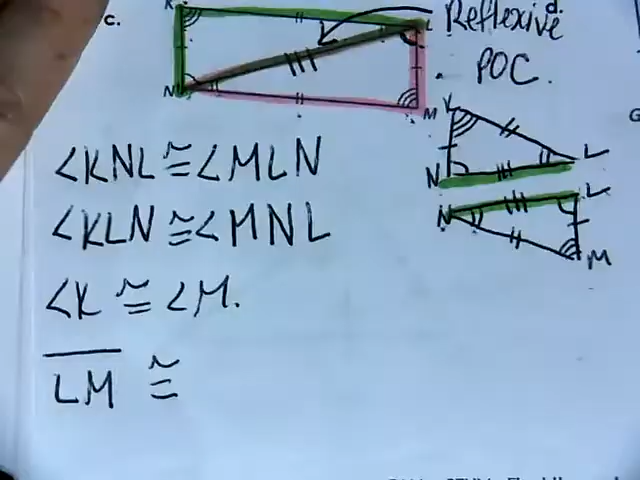 c.
K
L
N
M
Reflexive
d.
POC.
K
N
L
N
L
M
∠KNL ≅ ∠MLN
∠KLN ≅ ∠MNL
∠K ≅ ∠M.
LM ≅